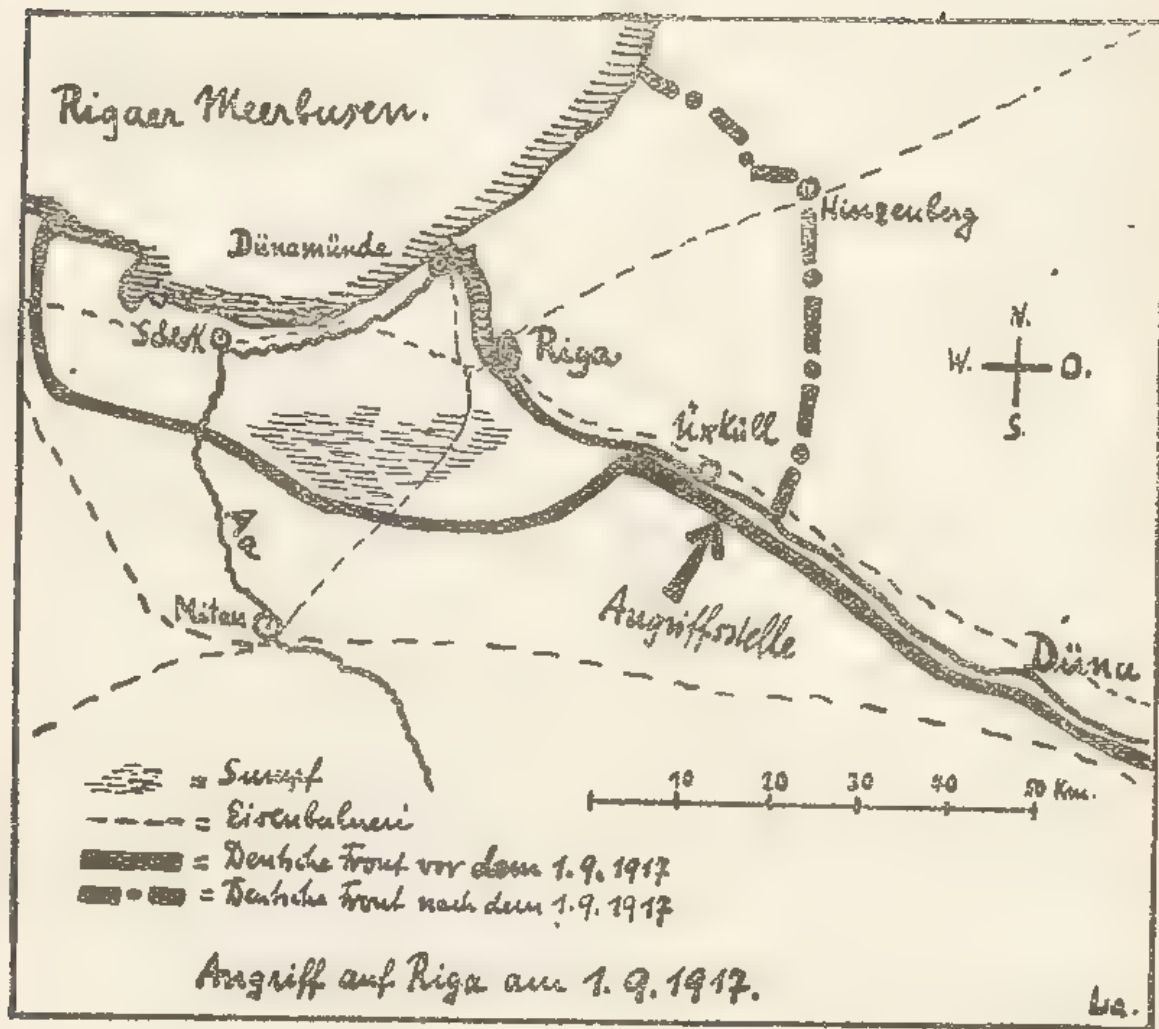 Rigaer Meerbusen.
Dünamünde
Hinzenberg
Schlok
Riga
N.
W. O.
S.
Üxküll
Aa
Mitau
Angriffsstelle
Düna
10 20 30 40 50 Km.
= Sumpf
= Eisenbahnen
= Deutsche Front vor dem 1.9.1917
= Deutsche Front nach dem 1.9.1917
Angriff auf Riga am 1.9.1917.